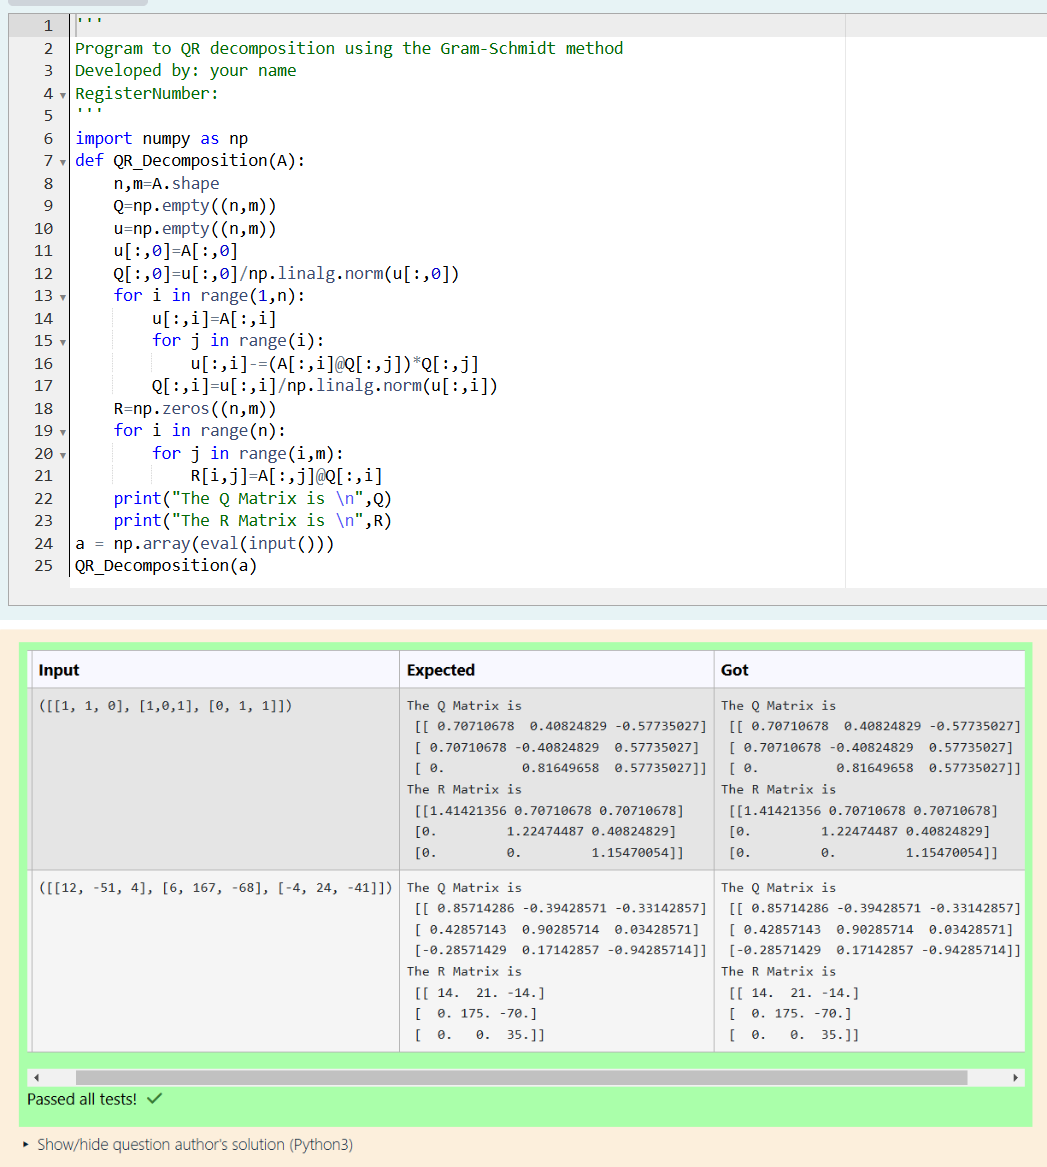 1 '''
2 Program to QR decomposition using the Gram-Schmidt method
3 Developed by: your name
4 RegisterNumber:
5 '''
6 import numpy as np
7 def QR_Decomposition(A):
8     n,m=A.shape
9     Q=np.empty((n,m))
10     u=np.empty((n,m))
11     u[:,0]=A[:,0]
12     Q[:,0]=u[:,0]/np.linalg.norm(u[:,0])
13     for i in range(1,n):
14         u[:,i]=A[:,i]
15         for j in range(i):
16             u[:,i]-=(A[:,i]@Q[:,j])*Q[:,j]
17         Q[:,i]=u[:,i]/np.linalg.norm(u[:,i])
18     R=np.zeros((n,m))
19     for i in range(n):
20         for j in range(i,m):
21             R[i,j]=A[:,j]@Q[:,i]
22     print("The Q Matrix is \n",Q)
23     print("The R Matrix is \n",R)
24 a = np.array(eval(input()))
25 QR_Decomposition(a)
Input Expected Got
([[1, 1, 0], [1,0,1], [0, 1, 1]]) The Q Matrix is The Q Matrix is
[[ 0.70710678  0.40824829 -0.57735027] [[ 0.70710678  0.40824829 -0.57735027]
[ 0.70710678 -0.40824829  0.57735027] [ 0.70710678 -0.40824829  0.57735027]
[ 0.          0.81649658  0.57735027]] [ 0.          0.81649658  0.57735027]]
The R Matrix is The R Matrix is
[[1.41421356 0.70710678 0.70710678] [[1.41421356 0.70710678 0.70710678]
[0.         1.22474487 0.40824829] [0.         1.22474487 0.40824829]
[0.         0.         1.15470054]] [0.         0.         1.15470054]]
([[12, -51, 4], [6, 167, -68], [-4, 24, -41]]) The Q Matrix is The Q Matrix is
[[ 0.85714286 -0.39428571 -0.33142857] [[ 0.85714286 -0.39428571 -0.33142857]
[ 0.42857143  0.90285714  0.03428571] [ 0.42857143  0.90285714  0.03428571]
[-0.28571429  0.17142857 -0.94285714]] [-0.28571429  0.17142857 -0.94285714]]
The R Matrix is The R Matrix is
[[ 14.  21. -14.] [[ 14.  21. -14.]
[  0. 175. -70.] [  0. 175. -70.]
[  0.   0.  35.]] [  0.   0.  35.]]
Passed all tests! ✓
Show/hide question author's solution (Python3)